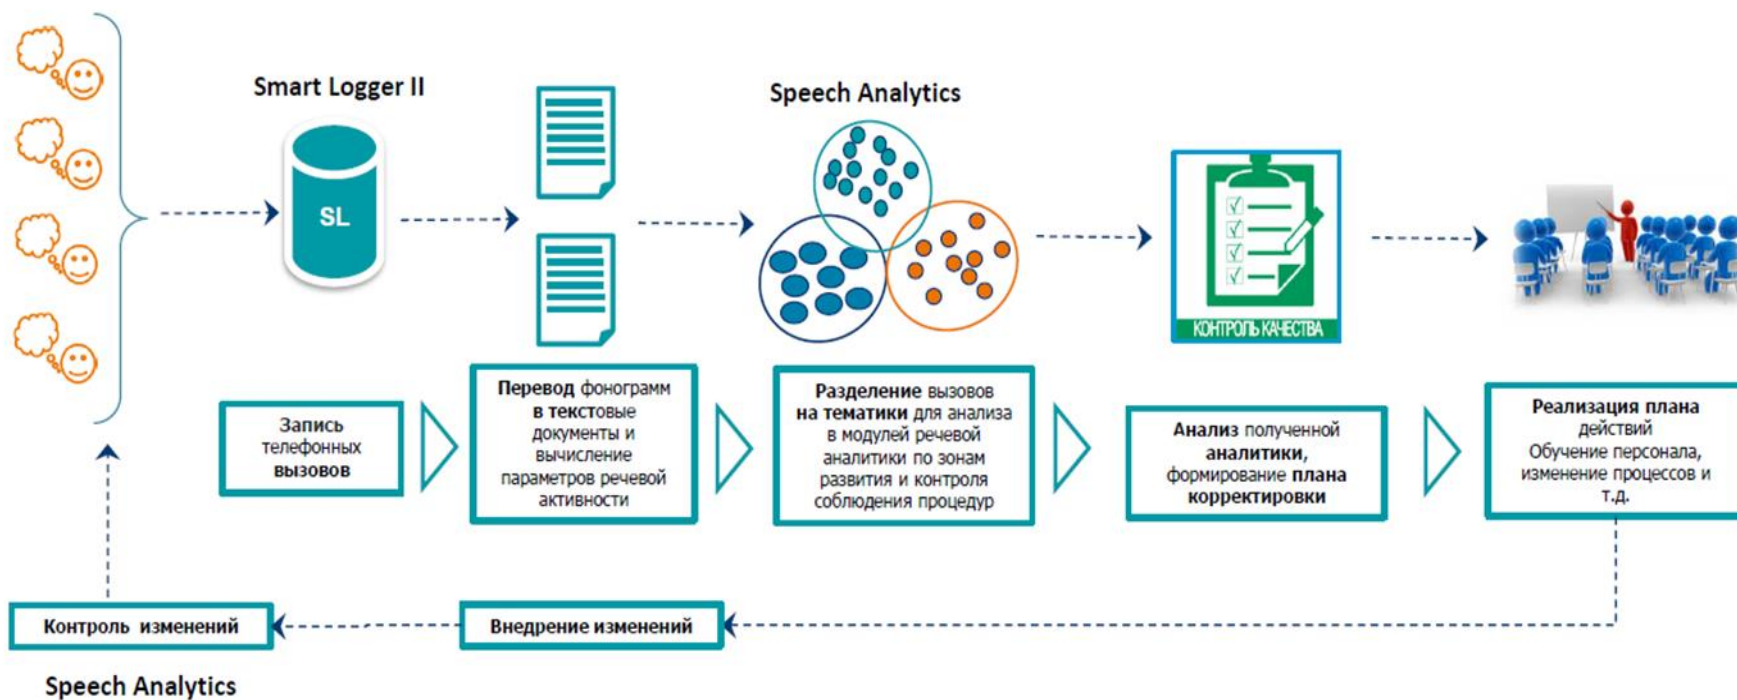 Smart Logger II
Speech Analytics
SL
КОНТРОЛЬ КАЧЕСТВА
Запись
телефонных
вызовов
Перевод фонограмм
в текстовые
документы и
вычисление
параметров речевой
активности
Разделение вызовов
на тематики для анализа
в модулей речевой
аналитики по зонам
развития и контроля
соблюдения процедур
Анализ полученной
аналитики,
формирование плана
корректировки
Реализация плана
действий
Обучение персонала,
изменение процессов и
т.д.
Контроль изменений
Внедрение изменений
Speech Analytics